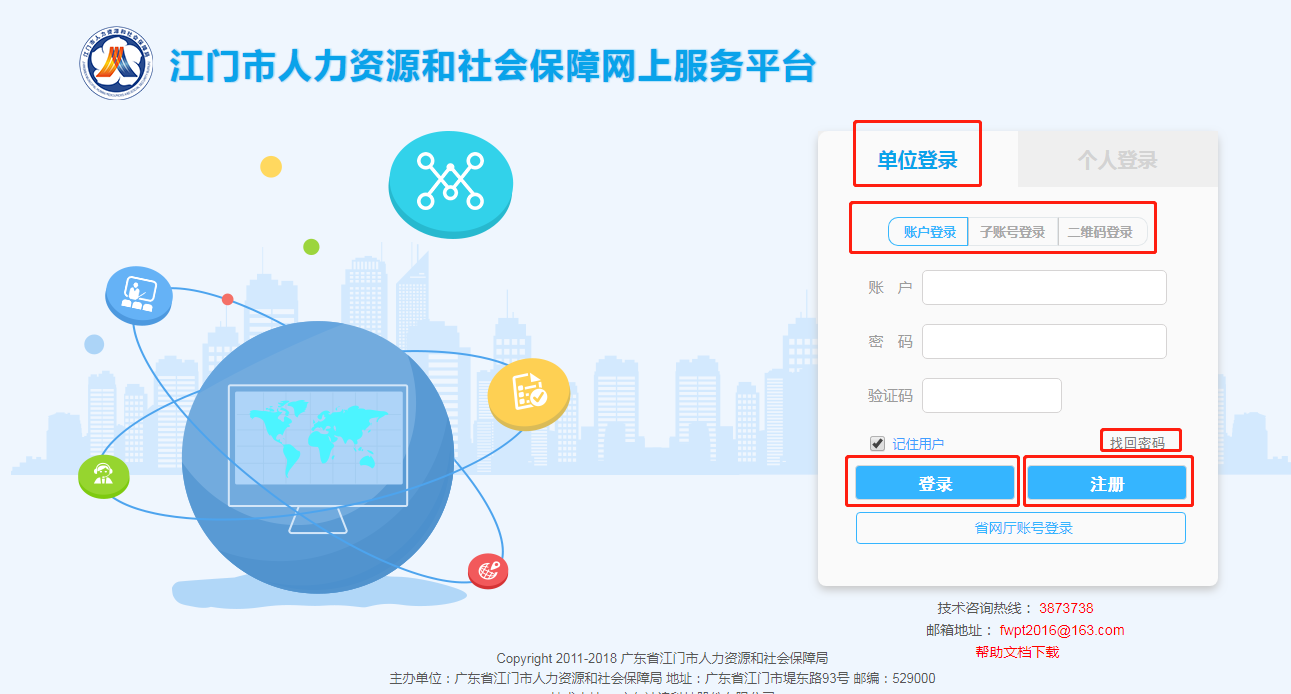 江门市人力资源和社会保障网上服务平台
单位登录 个人登录
账户登录 子账号登录 二维码登录
账 户
密 码
验证码
记住用户 找回密码
登录 注册
省网厅账号登录
技术咨询热线： 3873738
邮箱地址： fwpt2016@163.com
帮助文档下载
Copyright 2011-2018 广东省江门市人力资源和社会保障局
主办单位：广东省江门市人力资源和社会保障局 地址：广东省江门市堤东路93号 邮编：529000